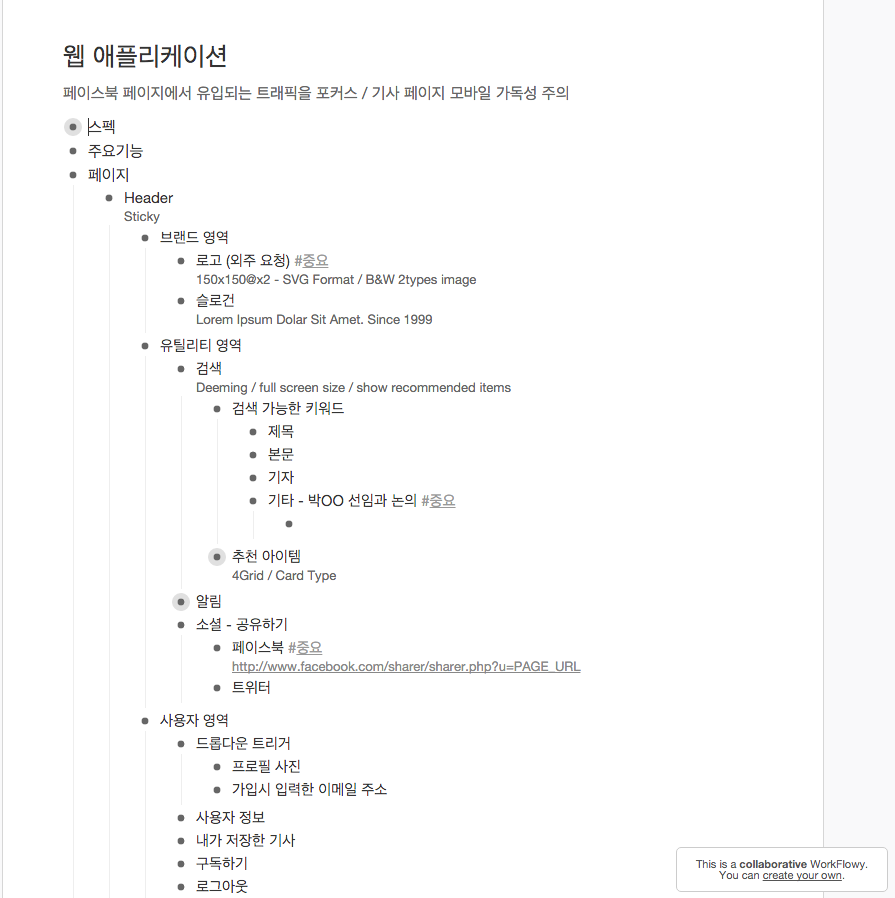 웹 애플리케이션
페이스북 페이지에서 유입되는 트래픽을 포커스 / 기사 페이지 모바일 가독성 주의
스펙
주요기능
페이지
Header
Sticky
브랜드 영역
로고 (외주 요청) #중요
150x150@x2 - SVG Format / B&W 2types image
슬로건
Lorem Ipsum Dolar Sit Amet. Since 1999
유틸리티 영역
검색
Deeming / full screen size / show recommended items
검색 가능한 키워드
제목
본문
기자
기타 - 박OO 선임과 논의 #중요
추천 아이템
4Grid / Card Type
알림
소셜 - 공유하기
페이스북 #중요
http://www.facebook.com/sharer/sharer.php?u=PAGE_URL
트위터
사용자 영역
드롭다운 트리거
프로필 사진
가입시 입력한 이메일 주소
사용자 정보
내가 저장한 기사
구독하기
로그아웃
This is a collaborative WorkFlowy.
You can create your own.